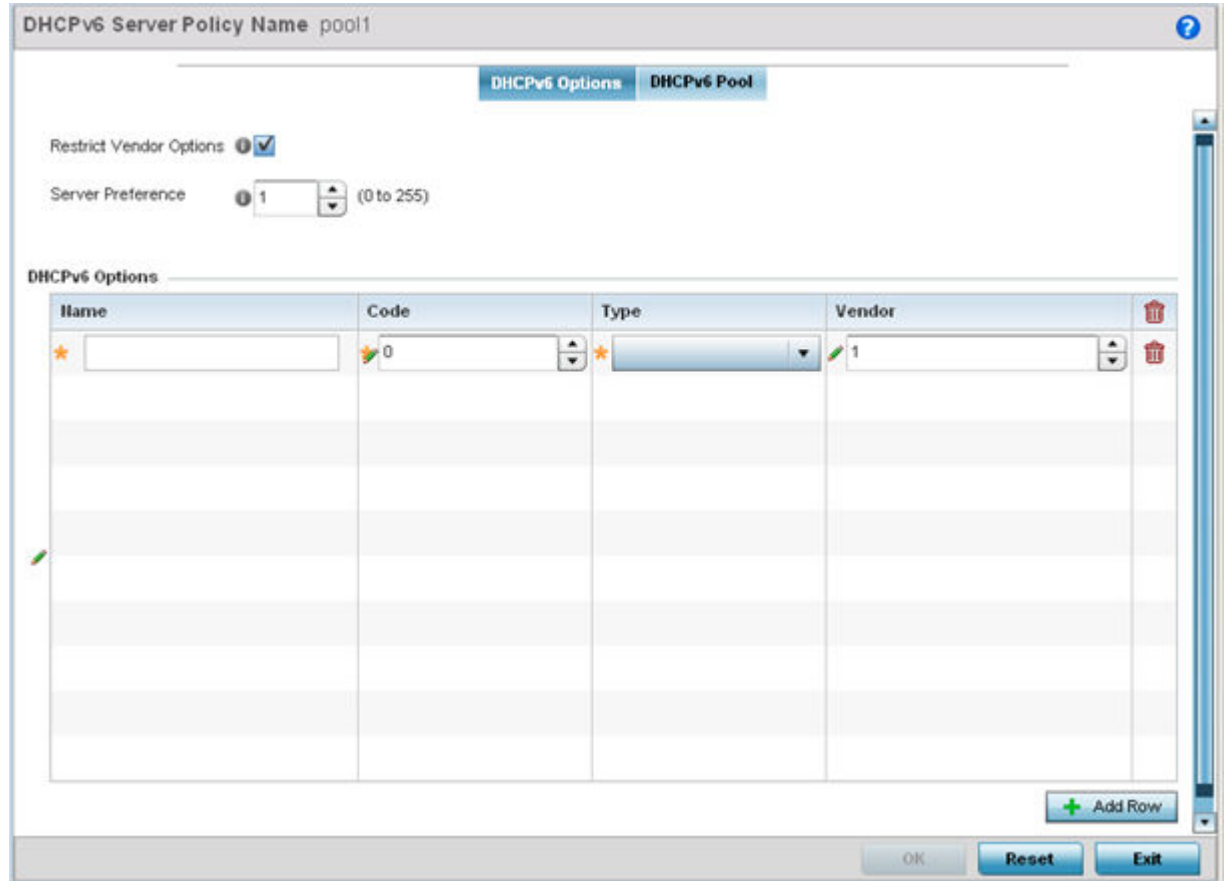 DHCPv6 Server Policy Name pool1
DHCPv6 Options DHCPv6 Pool
Restrict Vendor Options
Server Preference 1 (0 to 255)
DHCPv6 Options
Name Code Type Vendor
0 1
Add Row
OK Reset Exit